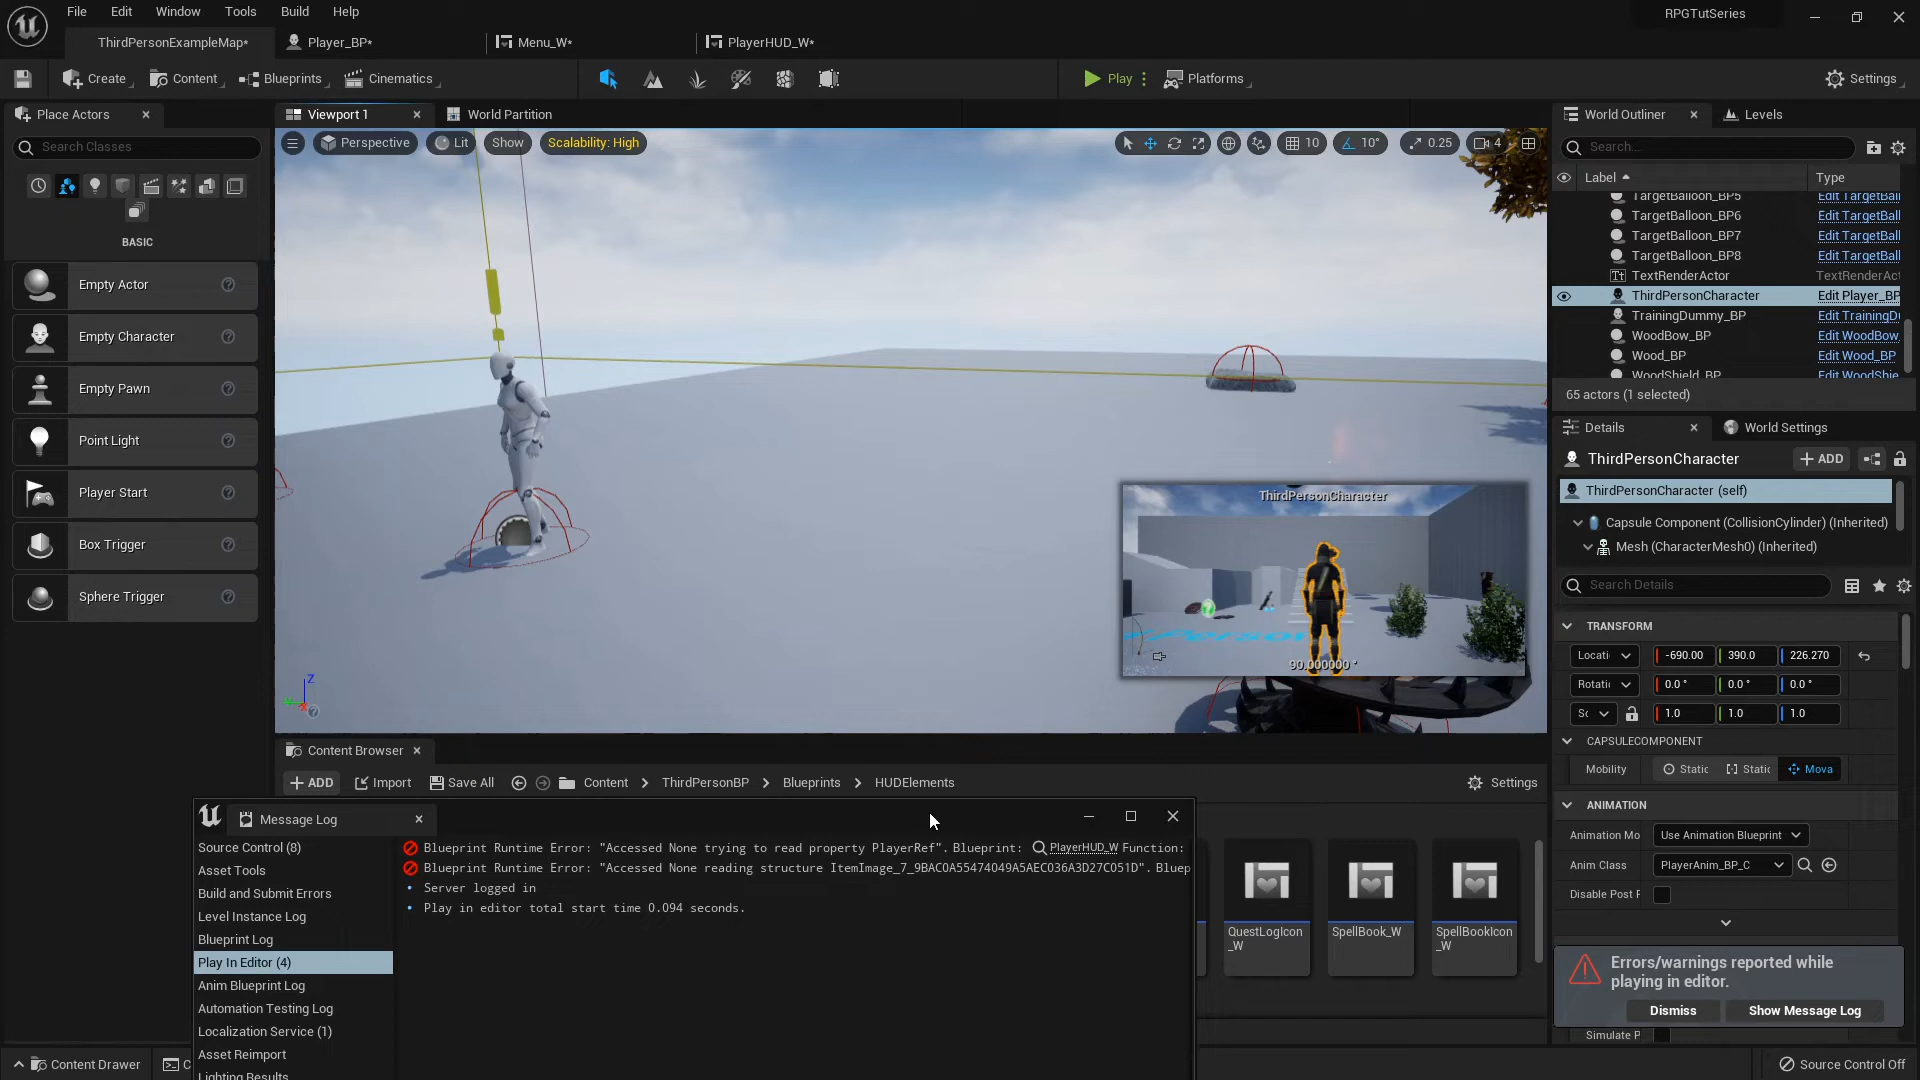 File Edit Window Tools Build Help
RPGTutSeries
ThirdPersonExampleMap* Player_BP* Menu_W* PlayerHUD_W*
Create Content Blueprints Cinematics Play Platforms Settings
Place Actors
Search Classes
BASIC
Empty Actor
Empty Character
Empty Pawn
Point Light
Player Start
Box Trigger
Sphere Trigger
Viewport 1 World Partition
Perspective Lit Show Scalability: High 10 10° 0.25 4
ThirdPersonCharacter
90.000000 °
Z
World Outliner Levels
Search...
Label Type
TargetBalloon_BP5 Edit TargetBall
TargetBalloon_BP6 Edit TargetBall
TargetBalloon_BP7 Edit TargetBall
TargetBalloon_BP8 Edit TargetBall
TextRenderActor TextRenderAct
ThirdPersonCharacter Edit Player_BP
TrainingDummy_BP Edit TrainingDu
WoodBow_BP Edit WoodBow_
Wood_BP Edit Wood_BP
WoodShield_BP Edit WoodShie
65 actors (1 selected)
Details World Settings
ThirdPersonCharacter ADD
ThirdPersonCharacter (self)
Capsule Component (CollisionCylinder) (Inherited)
Mesh (CharacterMesh0) (Inherited)
Search Details
TRANSFORM
Locati -690.00 390.0 226.270
Rotati 0.0 ° 0.0 ° 0.0 °
Sc 1.0 1.0 1.0
CAPSULECOMPONENT
Mobility Static Static Mova
ANIMATION
Animation Mo Use Animation Blueprint
Anim Class PlayerAnim_BP_C
Disable Post F
Errors/warnings reported while
playing in editor.
Dismiss Show Message Log
Simulate P
Content Browser
ADD Import Save All Content ThirdPersonBP Blueprints HUDElements Settings
QuestLogIcon
_W
SpellBook_W
SpellBookIcon
_W
Message Log
Source Control (8)
Asset Tools
Build and Submit Errors
Level Instance Log
Blueprint Log
Play In Editor (4)
Anim Blueprint Log
Automation Testing Log
Localization Service (1)
Asset Reimport
Lighting Results
Blueprint Runtime Error: "Accessed None trying to read property PlayerRef". Blueprint: PlayerHUD_W Function:
Blueprint Runtime Error: "Accessed None reading structure ItemImage_7_9BAC0A55474049A5AEC036A3D27C051D". Bluep
Server logged in
Play in editor total start time 0.094 seconds.
Content Drawer C Source Control Off